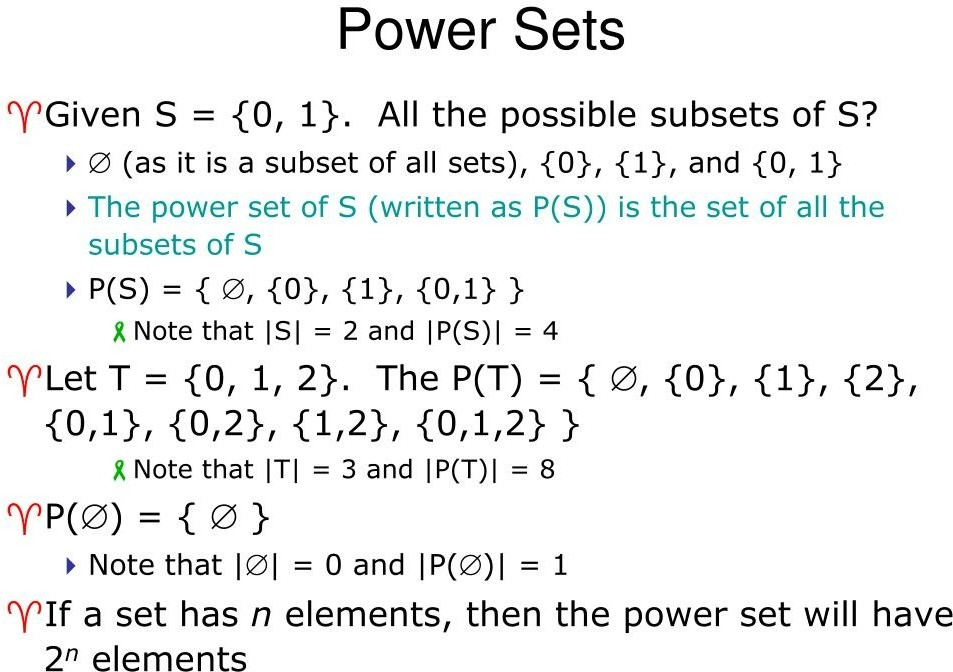 Power Sets
Given S = {0, 1}. All the possible subsets of S?
∅ (as it is a subset of all sets), {0}, {1}, and {0, 1}
The power set of S (written as P(S)) is the set of all the
subsets of S
P(S) = { ∅, {0}, {1}, {0,1} }
Note that |S| = 2 and |P(S)| = 4
Let T = {0, 1, 2}. The P(T) = { ∅, {0}, {1}, {2},
{0,1}, {0,2}, {1,2}, {0,1,2} }
Note that |T| = 3 and |P(T)| = 8
P(∅) = { ∅ }
Note that |∅| = 0 and |P(∅)| = 1
If a set has n elements, then the power set will have
2ⁿ elements